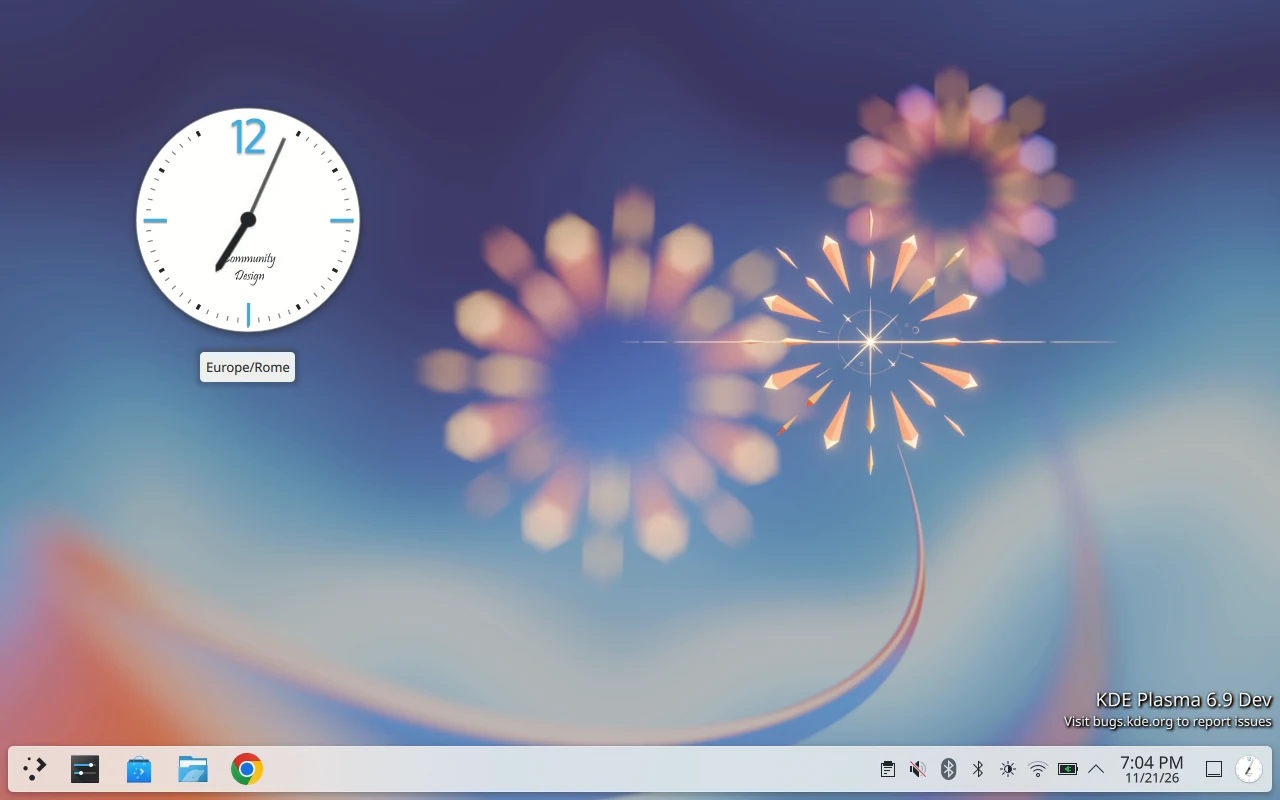 12
Community
Design
Europe/Rome
KDE Plasma 6.9 Dev
Visit bugs.kde.org to report issues
7:04 PM
11/21/26